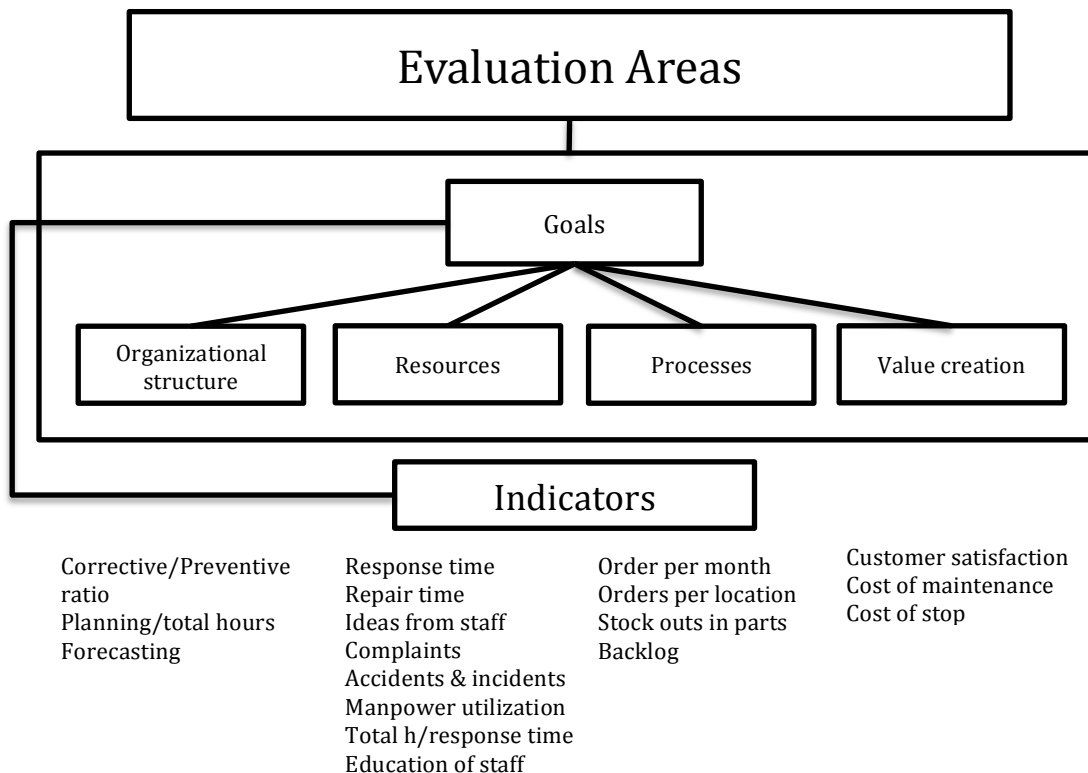 Evaluation Areas
Goals
Organizational
structure
Resources
Processes
Value creation
Indicators
Corrective/Preventive
ratio
Planning/total hours
Forecasting
Response time
Repair time
Ideas from staff
Complaints
Accidents & incidents
Manpower utilization
Total h/response time
Education of staff
Order per month
Orders per location
Stock outs in parts
Backlog
Customer satisfaction
Cost of maintenance
Cost of stop